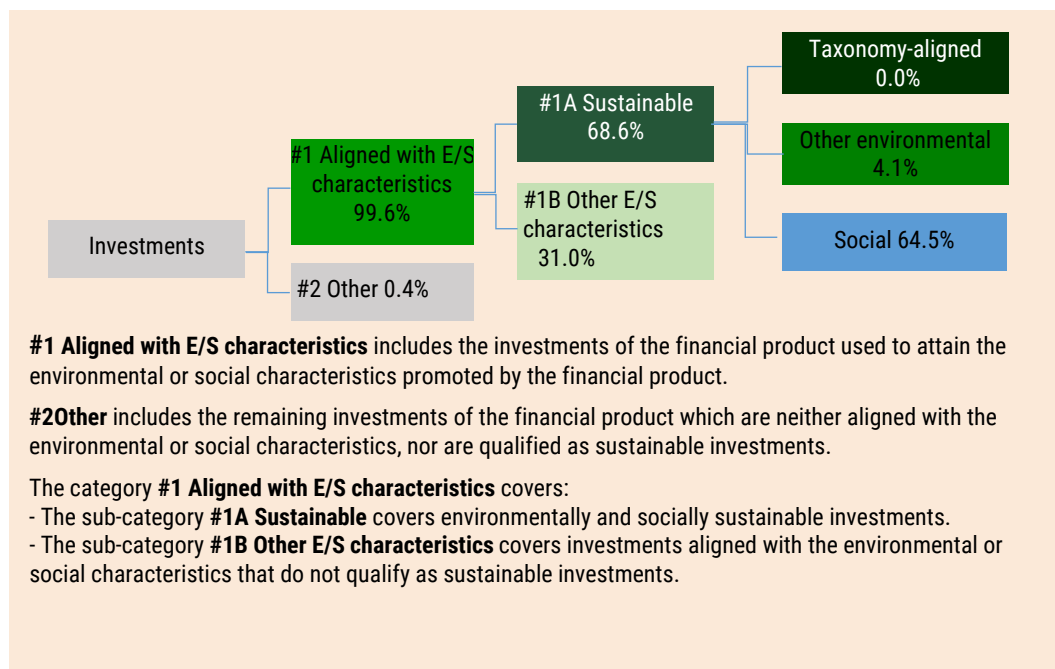 Taxonomy-aligned
0.0%
#1A Sustainable
68.6%
Other environmental
4.1%
#1 Aligned with E/S
characteristics
99.6%
#1B Other E/S
characteristics
31.0%
Investments
Social 64.5%
#2 Other 0.4%
#1 Aligned with E/S characteristics includes the investments of the financial product used to attain the
environmental or social characteristics promoted by the financial product.
#2Other includes the remaining investments of the financial product which are neither aligned with the
environmental or social characteristics, nor are qualified as sustainable investments.
The category #1 Aligned with E/S characteristics covers:
- The sub-category #1A Sustainable covers environmentally and socially sustainable investments.
- The sub-category #1B Other E/S characteristics covers investments aligned with the environmental or
social characteristics that do not qualify as sustainable investments.